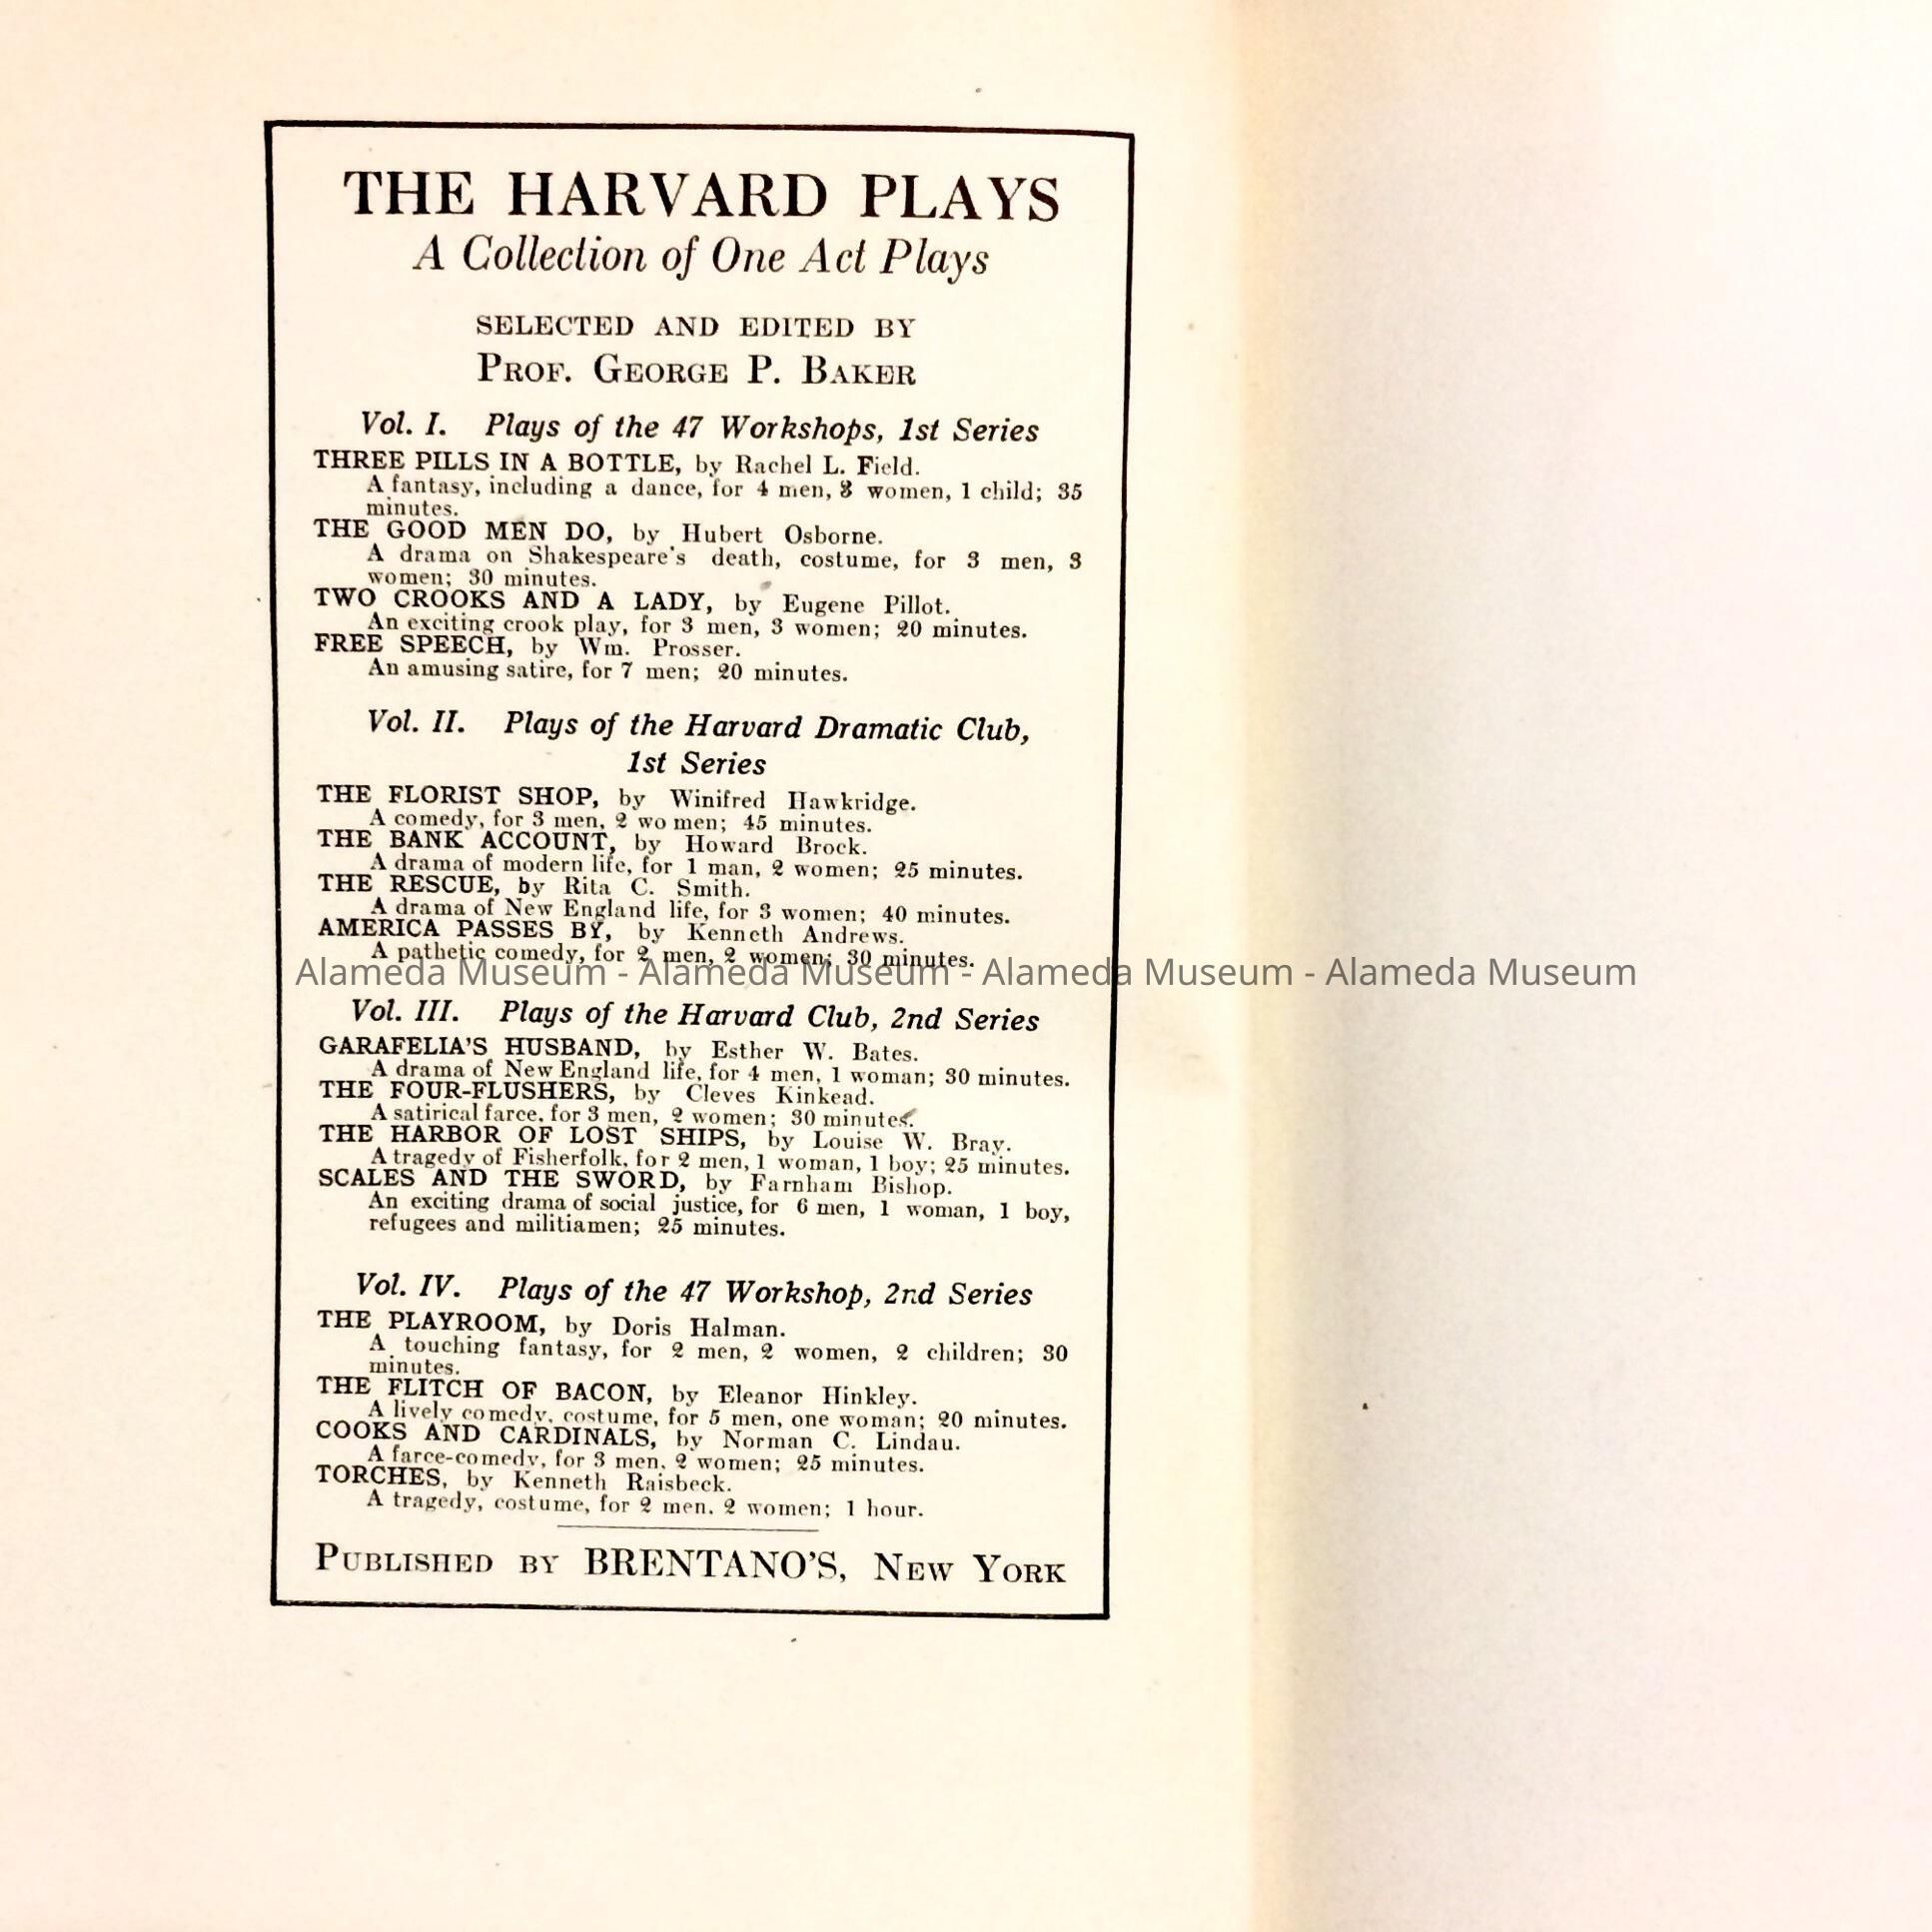 THE HARVARD PLAYS
A Collection of One Act Plays
SELECTED AND EDITED BY
PROF. GEORGE P. BAKER
Vol. I. Plays of the 47 Workshops, 1st Series
THREE PILLS IN A BOTTLE, by Rachel L. Field.
A fantasy, including a dance, for 4 men, 3 women, 1 child; 35
minutes.
THE GOOD MEN DO, by Hubert Osborne.
A drama on Shakespeare's death, costume, for 3 men, 3
women; 30 minutes.
TWO CROOKS AND A LADY, by Eugene Pillot.
An exciting crook play, for 3 men, 3 women; 20 minutes.
FREE SPEECH, by Wm. Prosser.
An amusing satire, for 7 men; 20 minutes.
Vol. II. Plays of the Harvard Dramatic Club,
1st Series
THE FLORIST SHOP, by Winifred Hawkridge.
A comedy, for 3 men, 2 wo men; 45 minutes.
THE BANK ACCOUNT, by Howard Brock.
A drama of modern life, for 1 man, 2 women; 25 minutes.
THE RESCUE, by Rita C. Smith.
A drama of New England life, for 3 women; 40 minutes.
AMERICA PASSES BY, by Kenneth Andrews.
A pathetic comedy, for 2 men, 2 women; 30 minutes.
Alameda Museum - Alameda Museum - Alameda Museum - Alameda Museum
Vol. III. Plays of the Harvard Club, 2nd Series
GARAFELIA'S HUSBAND, by Esther W. Bates.
A drama of New England life, for 4 men, 1 woman; 30 minutes.
THE FOUR-FLUSHERS, by Cleves Kinkead.
A satirical farce, for 3 men, 2 women; 30 minutes.
THE HARBOR OF LOST SHIPS, by Louise W. Bray.
A tragedy of Fisherfolk, for 2 men, 1 woman, 1 boy; 25 minutes.
SCALES AND THE SWORD, by Farnham Bishop.
An exciting drama of social justice, for 6 men, 1 woman, 1 boy,
refugees and militiamen; 25 minutes.
Vol. IV. Plays of the 47 Workshop, 2nd Series
THE PLAYROOM, by Doris Halman.
A touching fantasy, for 2 men, 2 women, 2 children; 30
minutes.
THE FLITCH OF BACON, by Eleanor Hinkley.
A lively comedy, costume, for 5 men, one woman; 20 minutes.
COOKS AND CARDINALS, by Norman C. Lindau.
A farce-comedy, for 3 men, 2 women; 25 minutes.
TORCHES, by Kenneth Raisbeck.
A tragedy, costume, for 2 men, 2 women; 1 hour.
PUBLISHED BY BRENTANO'S, NEW YORK